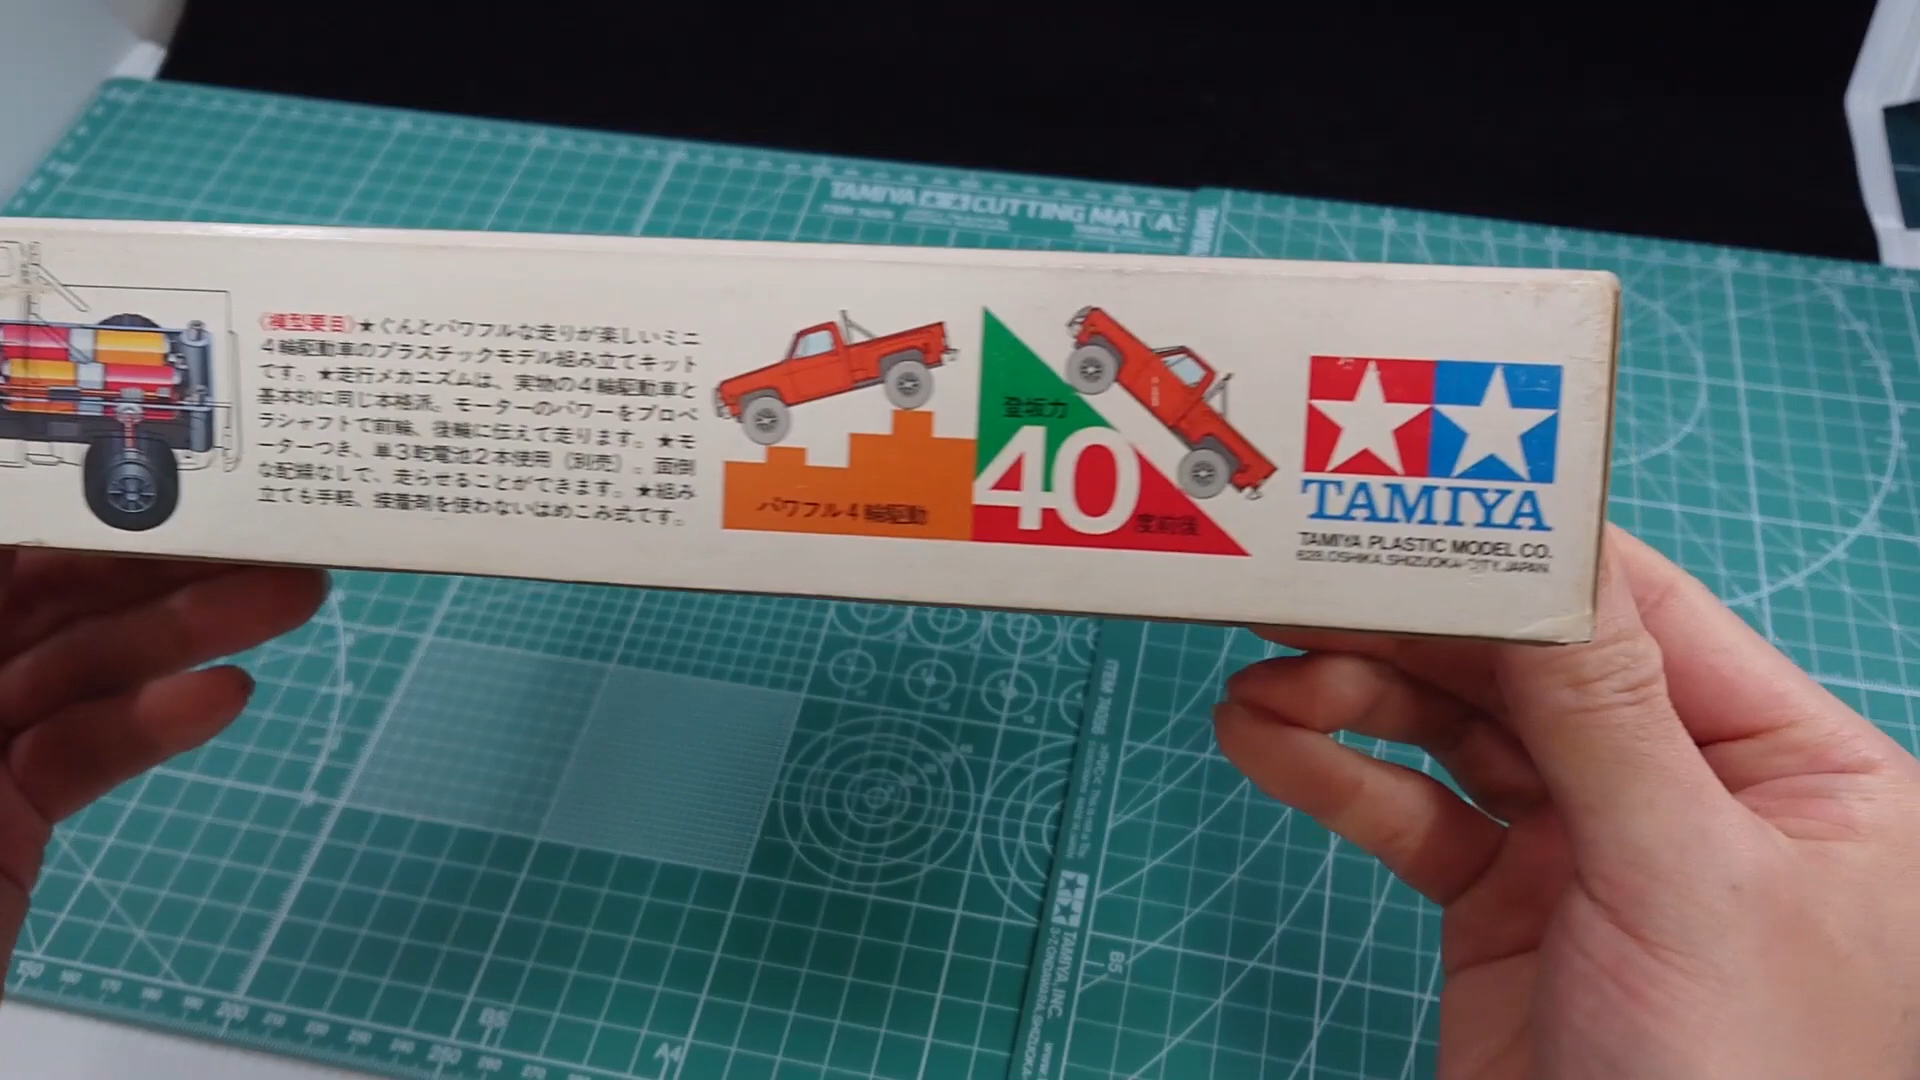 TAMIYA
CUTTING MAT (A
《模型要目》★ぐんとパワフルな走りが楽しいミニ
4輪駆動車のプラスチックモデル組み立てキット
です。★走行メカニズムは、実物の4輪駆動車と
基本的に同じ本格派。モーターのパワーをプロペ
ラシャフトで前輪、後輪に伝えて走ります。★モ
ーターつき、単3乾電池2本使用（別売）。面倒
な配線なしで、走らせることができます。★組み
立ても手軽、接着剤を使わないはめこみ式です。
パワフル4輪駆動
登坂力
40
度前後
TAMIYA
TAMIYA PLASTIC MODEL CO.
628,OSHIKA,SHIZUOKA-CITY,JAPAN.
TAMIYA, INC.
B5
B5
A4
150
200
250